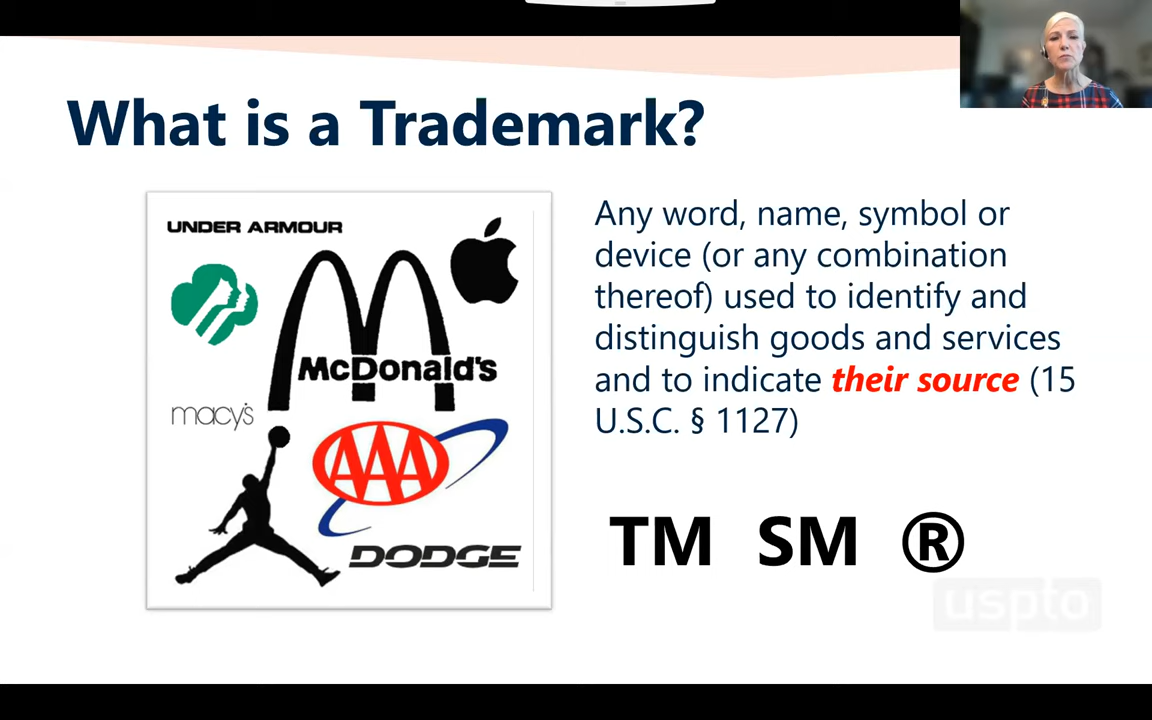 What is a Trademark?
UNDER ARMOUR
McDonald's
macy's
AAA
DODGE
Any word, name, symbol or
device (or any combination
thereof) used to identify and
distinguish goods and services
and to indicate their source (15
U.S.C. § 1127)
TM SM ®
uspto